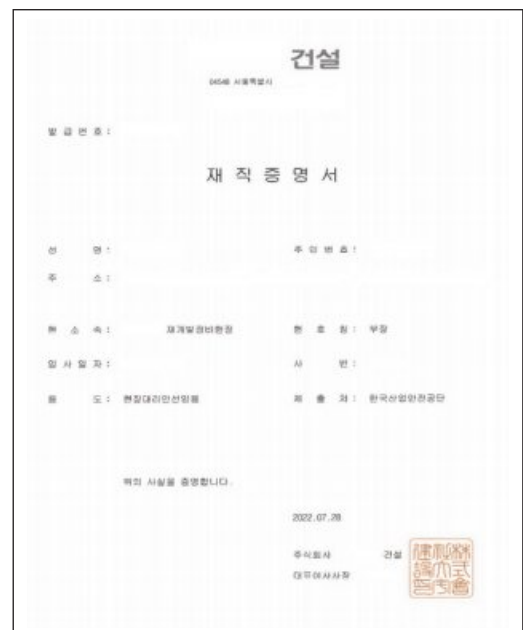 건설
04548 서울특별시
발 급 번 호 :
재 직 증 명 서
성 명 : 주 민 번 호 :
주 소 :
현 소 속 : 재개발정비현장 현 호 칭 : 부장
입 사 일 자 : 사 번 :
용 도 : 현장대리인선임용 제 출 처 : 한국산업안전공단
위의 사실을 증명합니다.
2022.07.28
주식회사 건설
대표이사사장